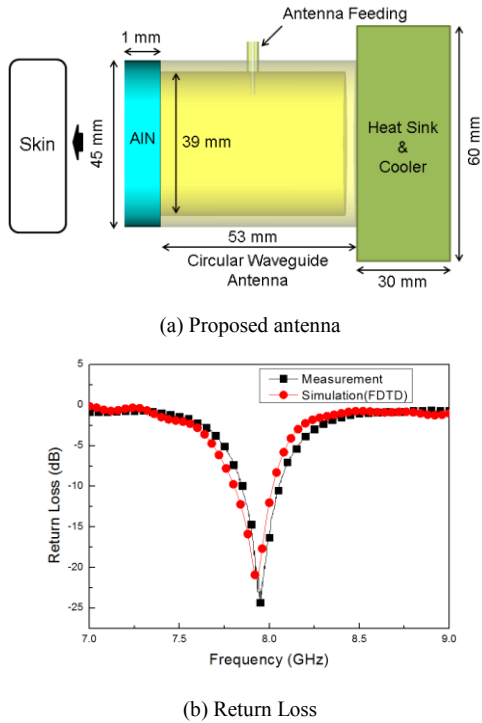 Antenna Feeding
1 mm
Skin
45 mm
AlN
39 mm
Heat Sink
&
Cooler
60 mm
53 mm
Circular Waveguide
Antenna
30 mm
(a) Proposed antenna
Return Loss (dB)
5
0
-5
-10
-15
-20
-25
Measurement
Simulation(FDTD)
7.0
7.5
8.0
8.5
9.0
Frequency (GHz)
(b) Return Loss